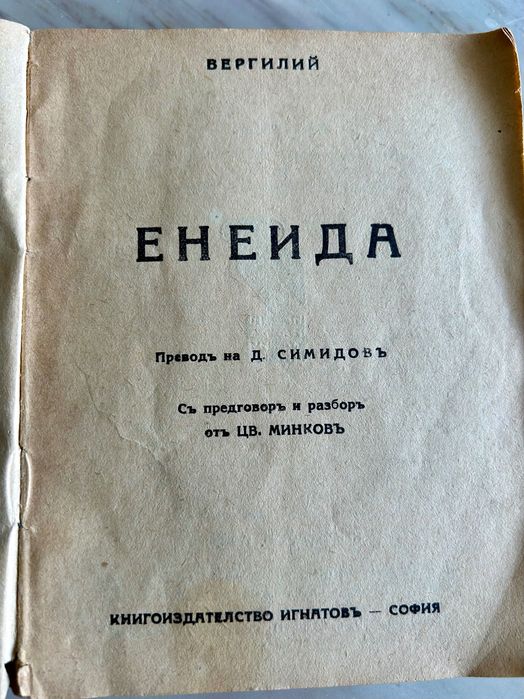 ВЕРГИЛИЙ
ЕНЕИДА
Преводъ на Д. СИМИДОВЪ
Съ предговоръ и разборъ
отъ ЦВ. МИНКОВЪ
КНИГОИЗДАТЕЛСТВО ИГНАТОВЪ — СОФИЯ